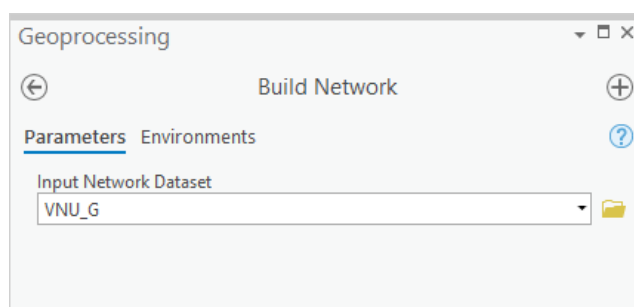 Geoprocessing
Build Network
Parameters Environments
Input Network Dataset
VNU_G